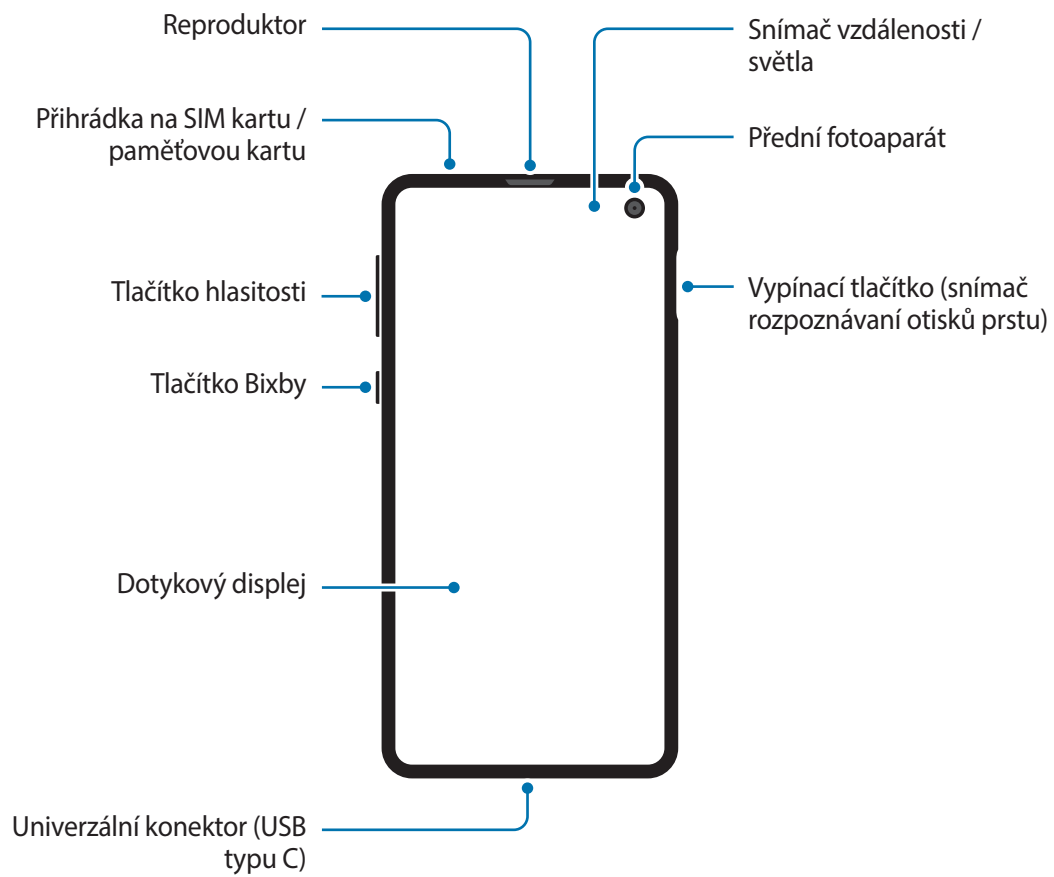 Reproduktor
Přihrádka na SIM kartu /
paměťovou kartu
Tlačítko hlasitosti
Tlačítko Bixby
Dotykový displej
Univerzální konektor (USB
typu C)
Snímač vzdálenosti /
světla
Přední fotoaparát
Vypínací tlačítko (snímač
rozpoznávaní otisků prstu)